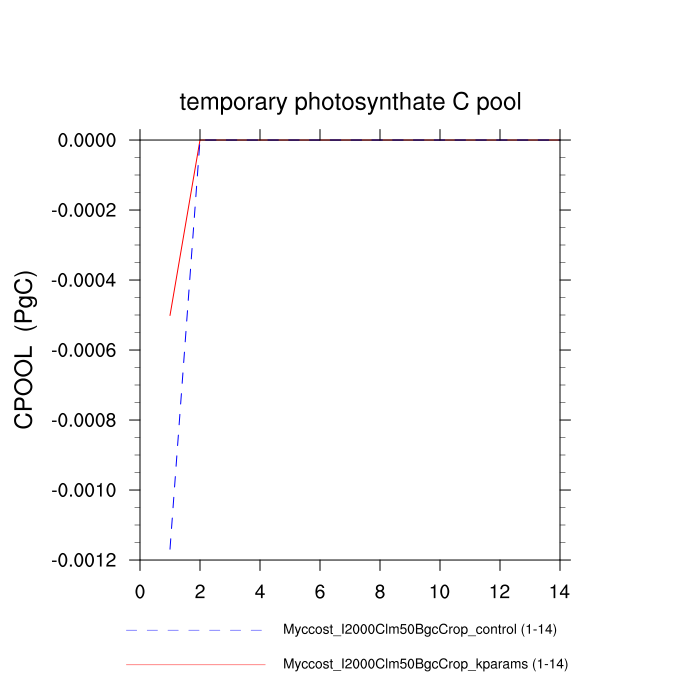 temporary photosynthate C pool
0.0000
-0.0002
-0.0004
-0.0006
-0.0008
-0.0010
-0.0012
CPOOL (PgC)
0 2 4 6 8 10 12 14
Myccost_I2000Clm50BgcCrop_control (1-14)
Myccost_I2000Clm50BgcCrop_kparams (1-14)